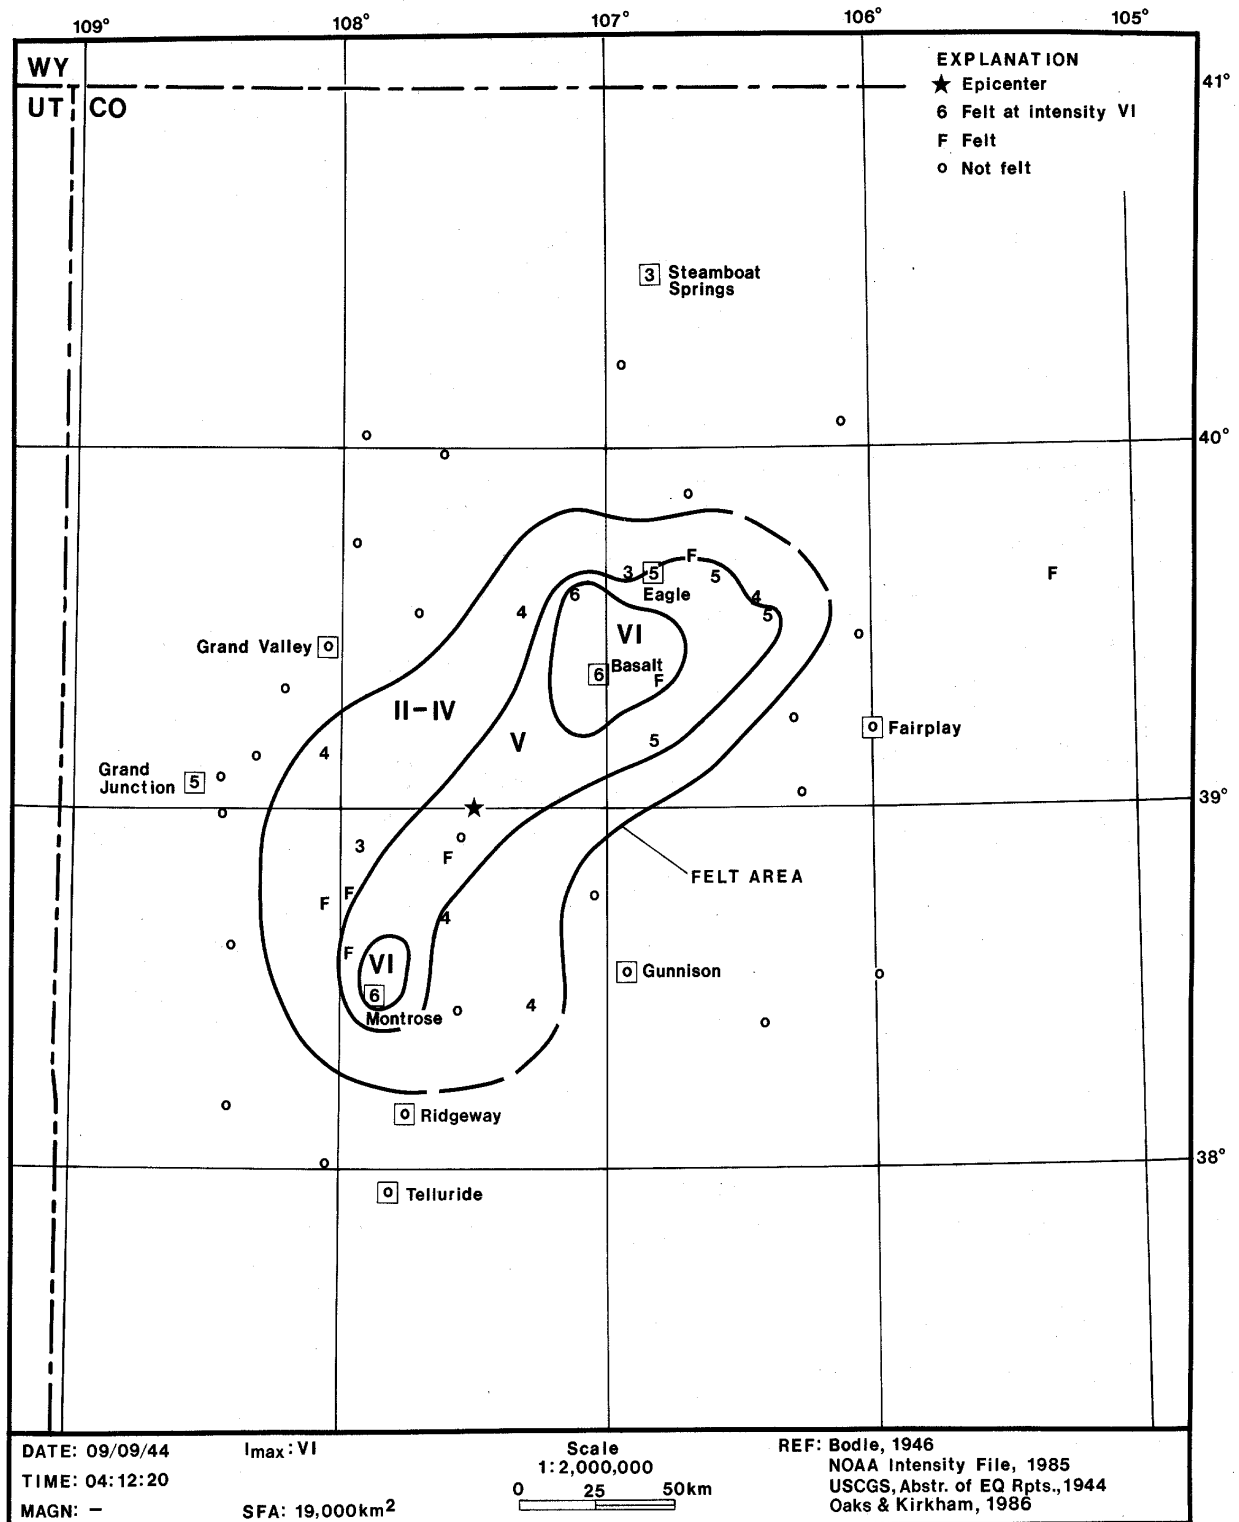 109° 108° 107° 106° 105°
WY
UT CO
EXPLANATION
★ Epicenter
6 Felt at intensity VI
F Felt
o Not felt
41°
3 Steamboat
Springs
40°
F
3 5
Eagle
5
4
5
F
6
4
VI
Grand Valley
Basalt
6
F
II-IV
V
5
4
Fairplay
Grand
Junction 5
39°
3
F
F
F
FELT AREA
4
F
VI
Gunnison
6
Montrose
4
Ridgeway
38°
Telluride
DATE: 09/09/44
TIME: 04:12:20
MAGN: -
Imax: VI
SFA: 19,000km2
Scale
1:2,000,000
0 25 50km
REF: Bodle, 1946
NOAA Intensity File, 1985
USCGS, Abstr. of EQ Rpts., 1944
Oaks & Kirkham, 1986